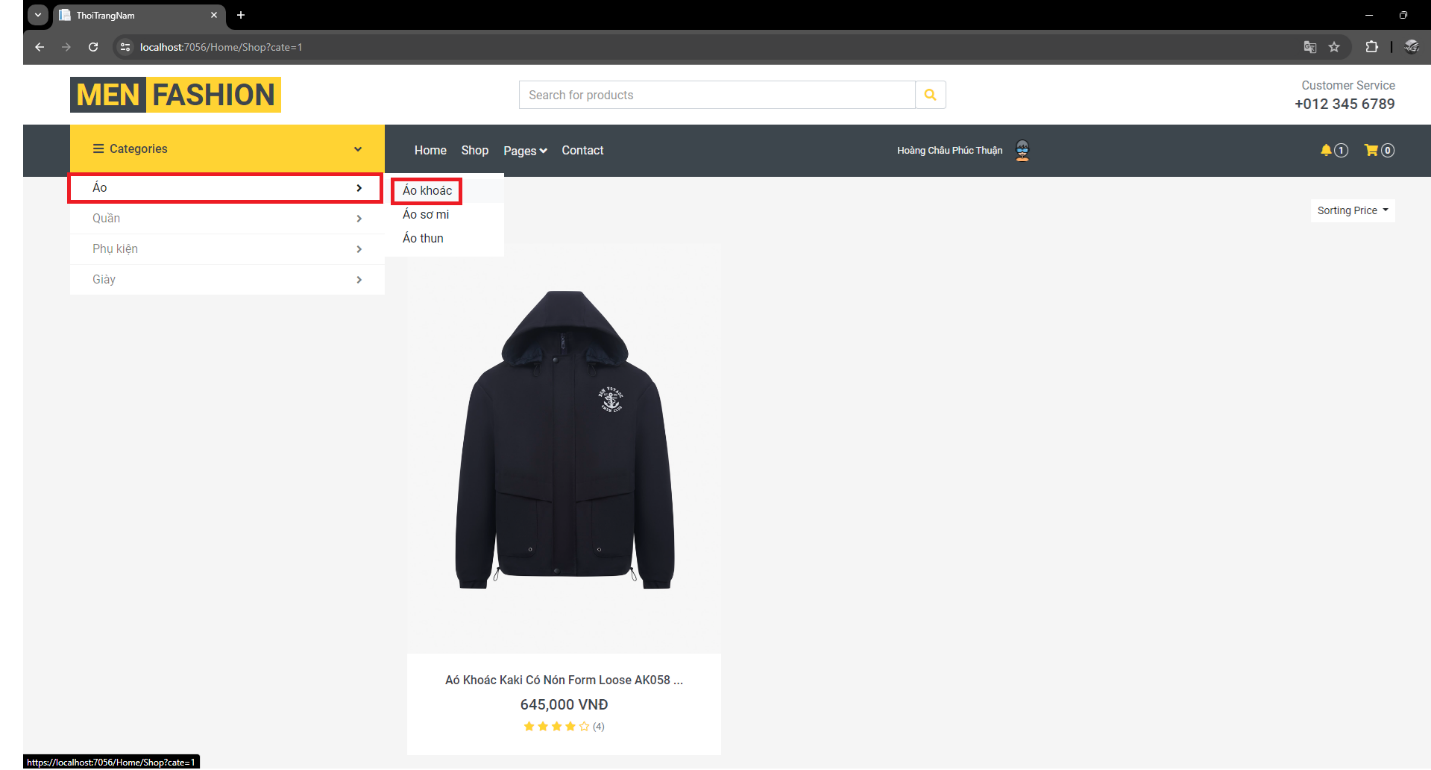 ThoiTrangNam
localhost:7056/Home/Shop?cate=1
MEN FASHION
Search for products
Customer Service
+012 345 6789
Categories
Home Shop Pages Contact
Hoàng Châu Phúc Thuận
1 0
Áo
Áo khoác
Quần
Áo sơ mi
Sorting Price
Áo thun
Phụ kiện
Giày
BON VOYAGE
Aó Khoác Kaki Có Nón Form Loose AK058 ...
645,000 VNĐ
(4)
https://localhost:7056/Home/Shop?cate=1